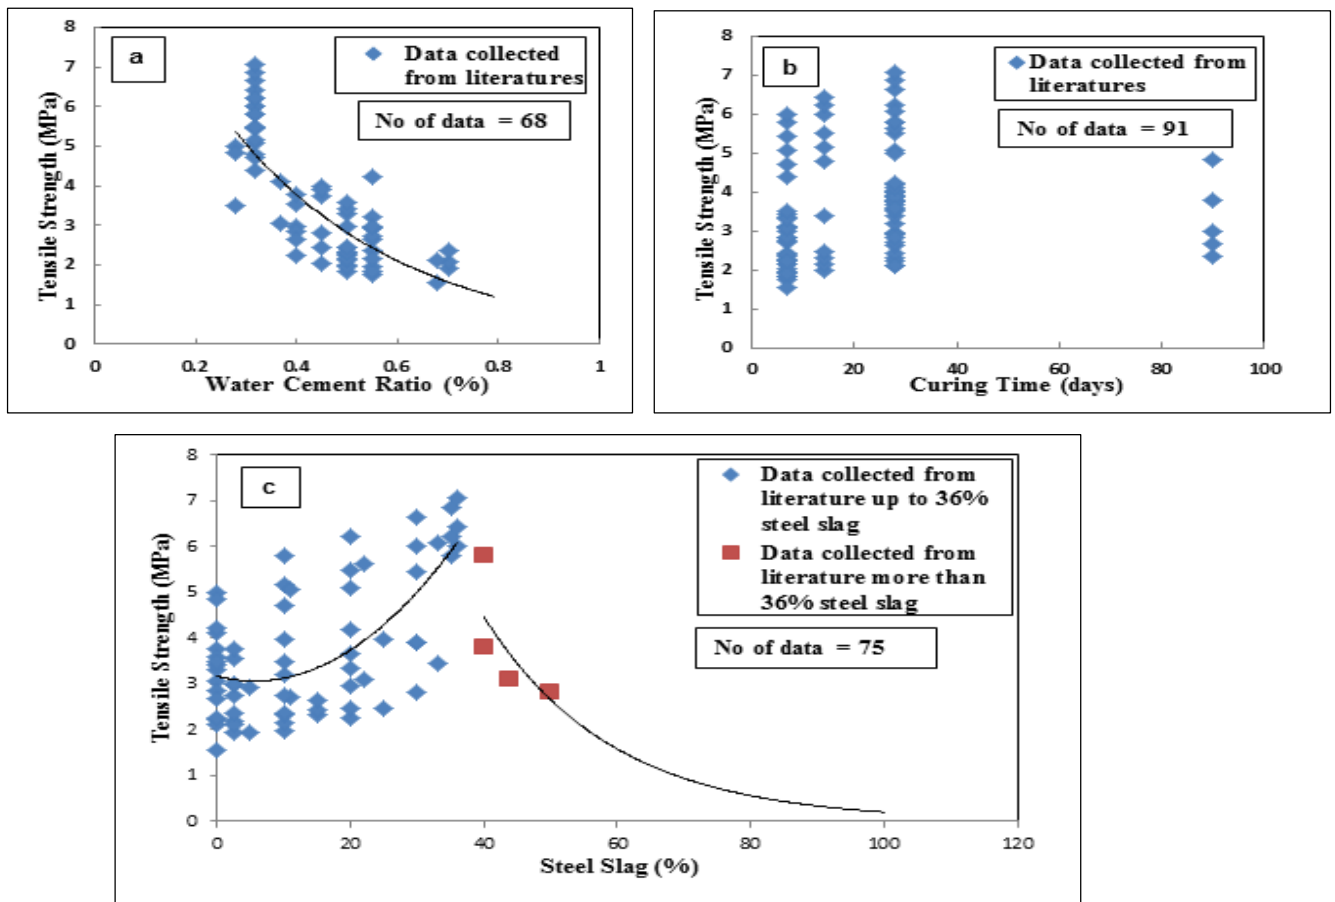 a
Data collected
from literatures
No of data = 68
8
7
6
5
4
3
2
1
0
Tensile Strength (MPa)
0
0.2
0.4
0.6
0.8
1
Water Cement Ratio (%)
b
Data collected from
literatures
No of data = 91
8
7
6
5
4
3
2
1
0
Tensile Strength (MPa)
0
20
40
60
80
100
Curing Time (days)
c
Data collected from
literature up to 36%
steel slag
Data collected from
literature more than
36% steel slag
No of data = 75
8
7
6
5
4
3
2
1
0
Tensile Strength (MPa)
0
20
40
60
80
100
120
Steel Slag (%)